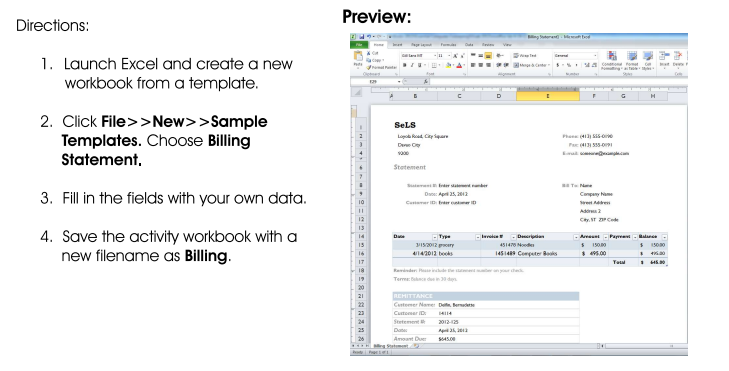 Directions:
1. Launch Excel and create a new
workbook from a template.
2. Click File>>New>>Sample
Templates. Choose Billing
Statement.
3. Fill in the fields with your own data.
4. Save the activity workbook with a
new filename as Billing.
Preview:
Billing Statement1 - Microsoft Excel
File Home Insert Page Layout Formulas Data Review View
Cut
Copy
Format Painter
Paste
Gill Sans MT 11
Wrap Text
Merge & Center
General
Conditional Formatting
Format as Table
Cell Styles
Insert Delete
Clipboard Font Alignment Number Styles Cells
E29
A B C D E F G H
SeLS
Loyola Road, City Square Phone: (413) 555-0190
Davao City Fax: (413) 555-0191
9200 E-mail: someone@example.com
Statement
Statement #: Enter statement number Bill To: Name
Date: April 25, 2012 Company Name
Customer ID: Enter customer ID Street Address
Address 2
City, ST ZIP Code
Date Type Invoice # Description Amount Payment Balance
3/15/2012 grocery 451478 Noodles $ 150.00 $ 150.00
4/14/2012 books 1451489 Computer Books $ 495.00 $ 495.00
Total $ 645.00
Reminder: Please include the statement number on your check.
Terms: Balance due in 30 days.
REMITTANCE
Customer Name: Delfin, Bernadette
Customer ID: 14114
Statement #: 2012-125
Date: April 25, 2012
Amount Due: $645.00
Billing Statement
Ready Page: 1 of 1